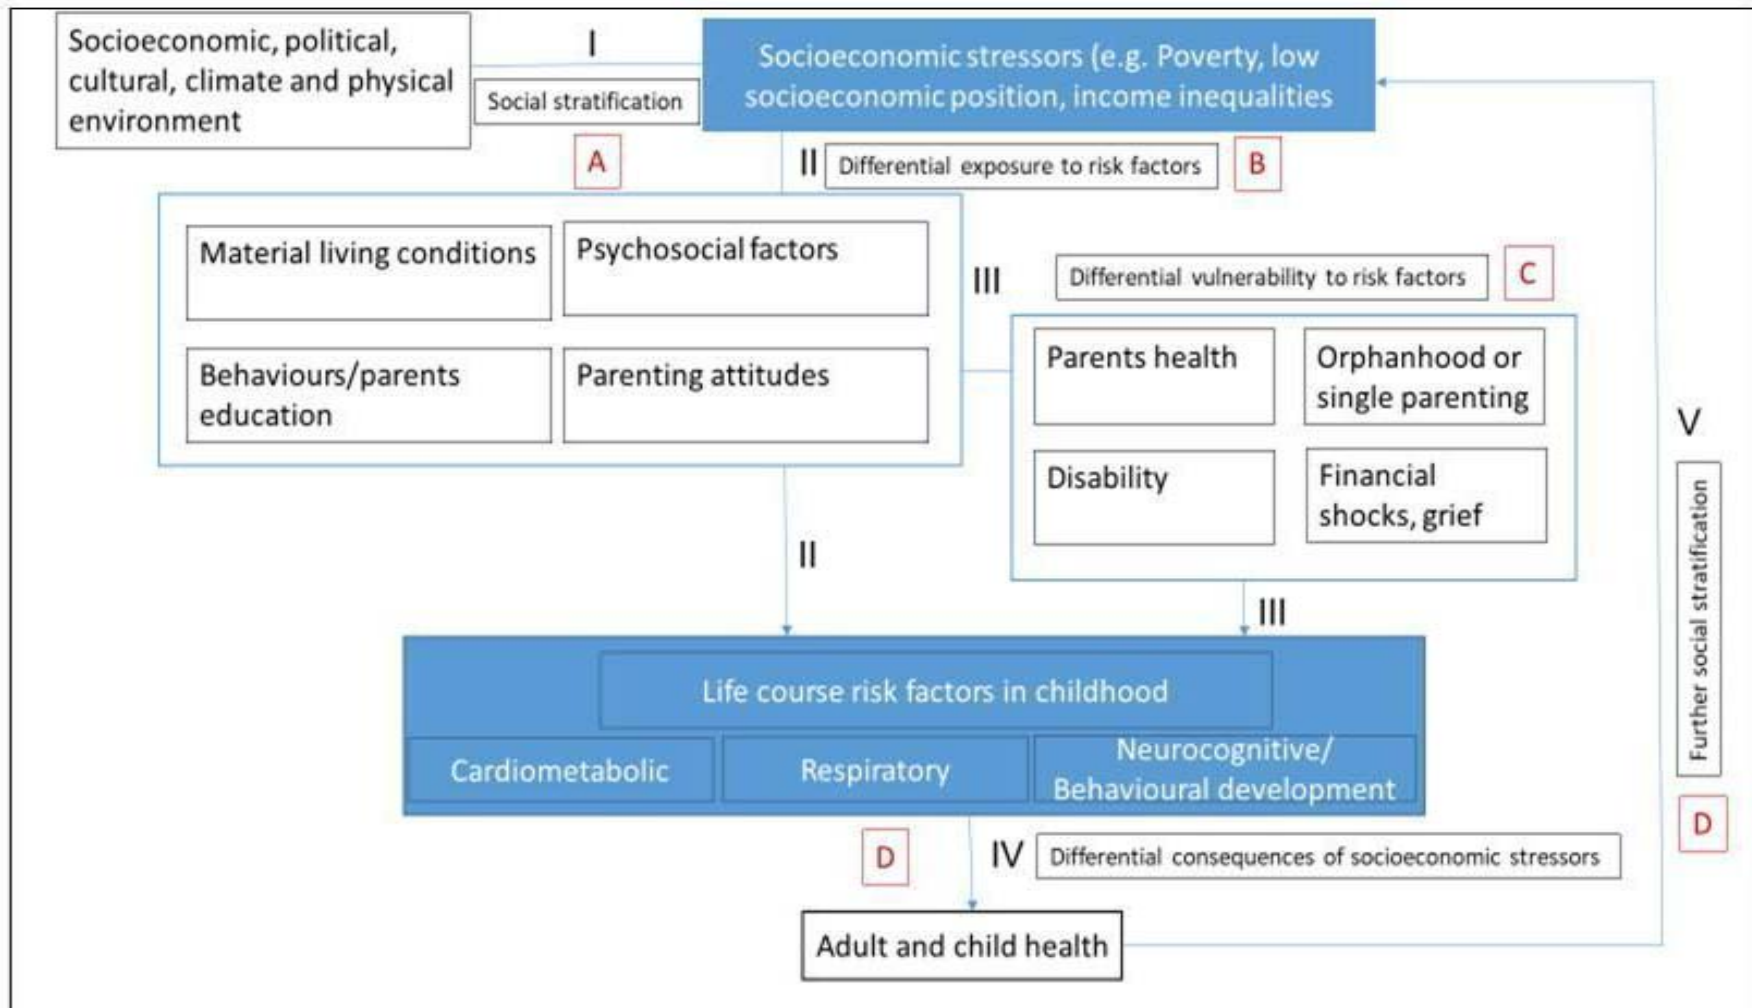 Socioeconomic, political,
cultural, climate and physical
environment
I
Social stratification
A
Socioeconomic stressors (e.g. Poverty, low
socioeconomic position, income inequalities
II
Differential exposure to risk factors
B
Material living conditions
Psychosocial factors
Behaviours/parents
education
Parenting attitudes
III
Differential vulnerability to risk factors
C
Parents health
Orphanhood or
single parenting
Disability
Financial
shocks, grief
V
Further social stratification
D
II
III
Life course risk factors in childhood
Cardiometabolic
Respiratory
Neurocognitive/
Behavioural development
D
IV
Differential consequences of socioeconomic stressors
Adult and child health